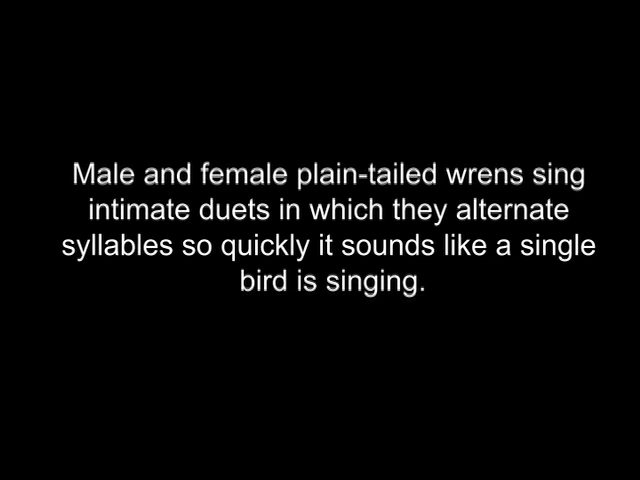 Male and female plain-tailed wrens sing
intimate duets in which they alternate
syllables so quickly it sounds like a single
bird is singing.